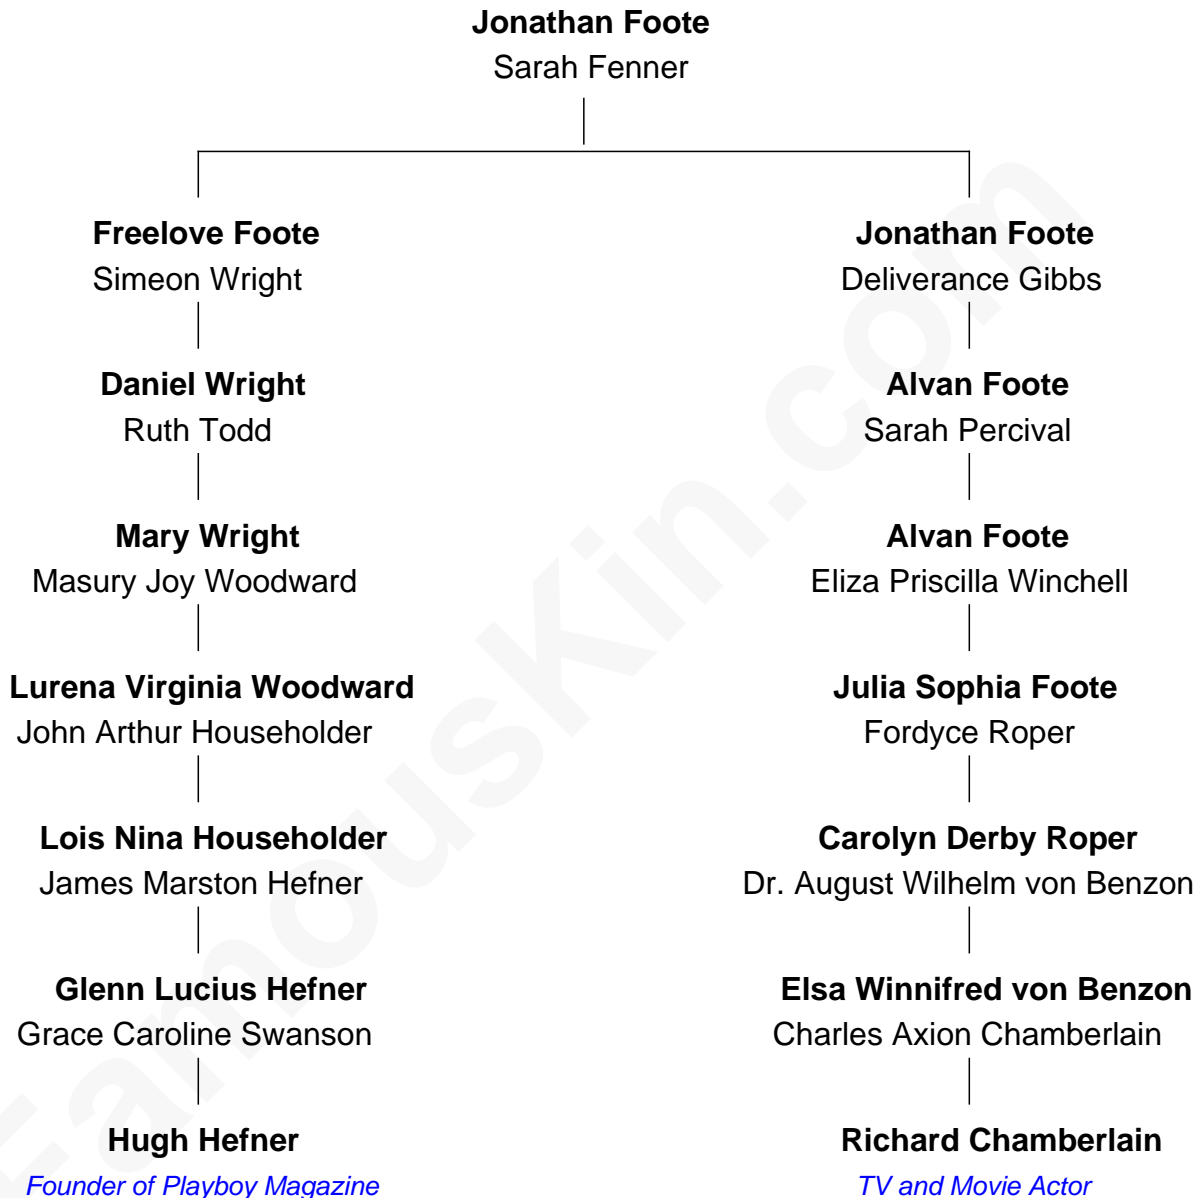 Jonathan Foote
Sarah Fenner
Freelove Foote
Simeon Wright
Jonathan Foote
Deliverance Gibbs
Daniel Wright
Ruth Todd
Alvan Foote
Sarah Percival
Mary Wright
Masury Joy Woodward
Alvan Foote
Eliza Priscilla Winchell
Lurena Virginia Woodward
John Arthur Householder
Julia Sophia Foote
Fordyce Roper
Lois Nina Householder
James Marston Hefner
Carolyn Derby Roper
Dr. August Wilhelm von Benzon
Glenn Lucius Hefner
Grace Caroline Swanson
Elsa Winnifred von Benzon
Charles Axion Chamberlain
Hugh Hefner
Founder of Playboy Magazine
Richard Chamberlain
TV and Movie Actor
FamousKin.com